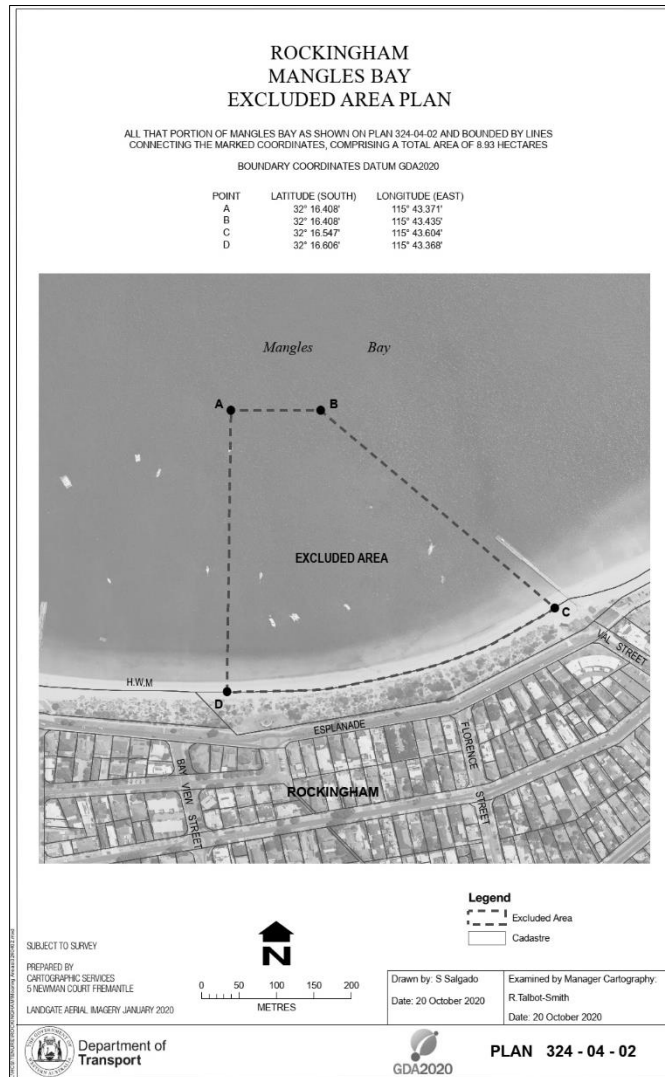 ROCKINGHAM
MANGLES BAY
EXCLUDED AREA PLAN
ALL THAT PORTION OF MANGLES BAY AS SHOWN ON PLAN 324-04-02 AND BOUNDED BY LINES
CONNECTING THE MARKED COORDINATES, COMPRISING A TOTAL AREA OF 8.93 HECTARES
BOUNDARY COORDINATES DATUM GDA2020
POINT LATITUDE (SOUTH) LONGITUDE (EAST)
A 32° 16.408' 115° 43.371'
B 32° 16.408' 115° 43.435'
C 32° 16.547' 115° 43.604'
D 32° 16.606' 115° 43.368'
Mangles Bay
A
B
EXCLUDED AREA
C
VAL STREET
H.W.M
D
ESPLANADE
FLORENCE STREET
BAY VIEW STREET
ROCKINGHAM
Legend
Excluded Area
Cadastre
SUBJECT TO SURVEY
PREPARED BY
CARTOGRAPHIC SERVICES
5 NEWMAN COURT FREMANTLE
LANDGATE AERIAL IMAGERY JANUARY 2020
N
0 50 100 150 200
METRES
Drawn by: S Salgado
Date: 20 October 2020
Examined by Manager Cartography:
R.Talbot-Smith
Date: 20 October 2020
Department of
Transport
GDA2020
PLAN 324 - 04 - 02